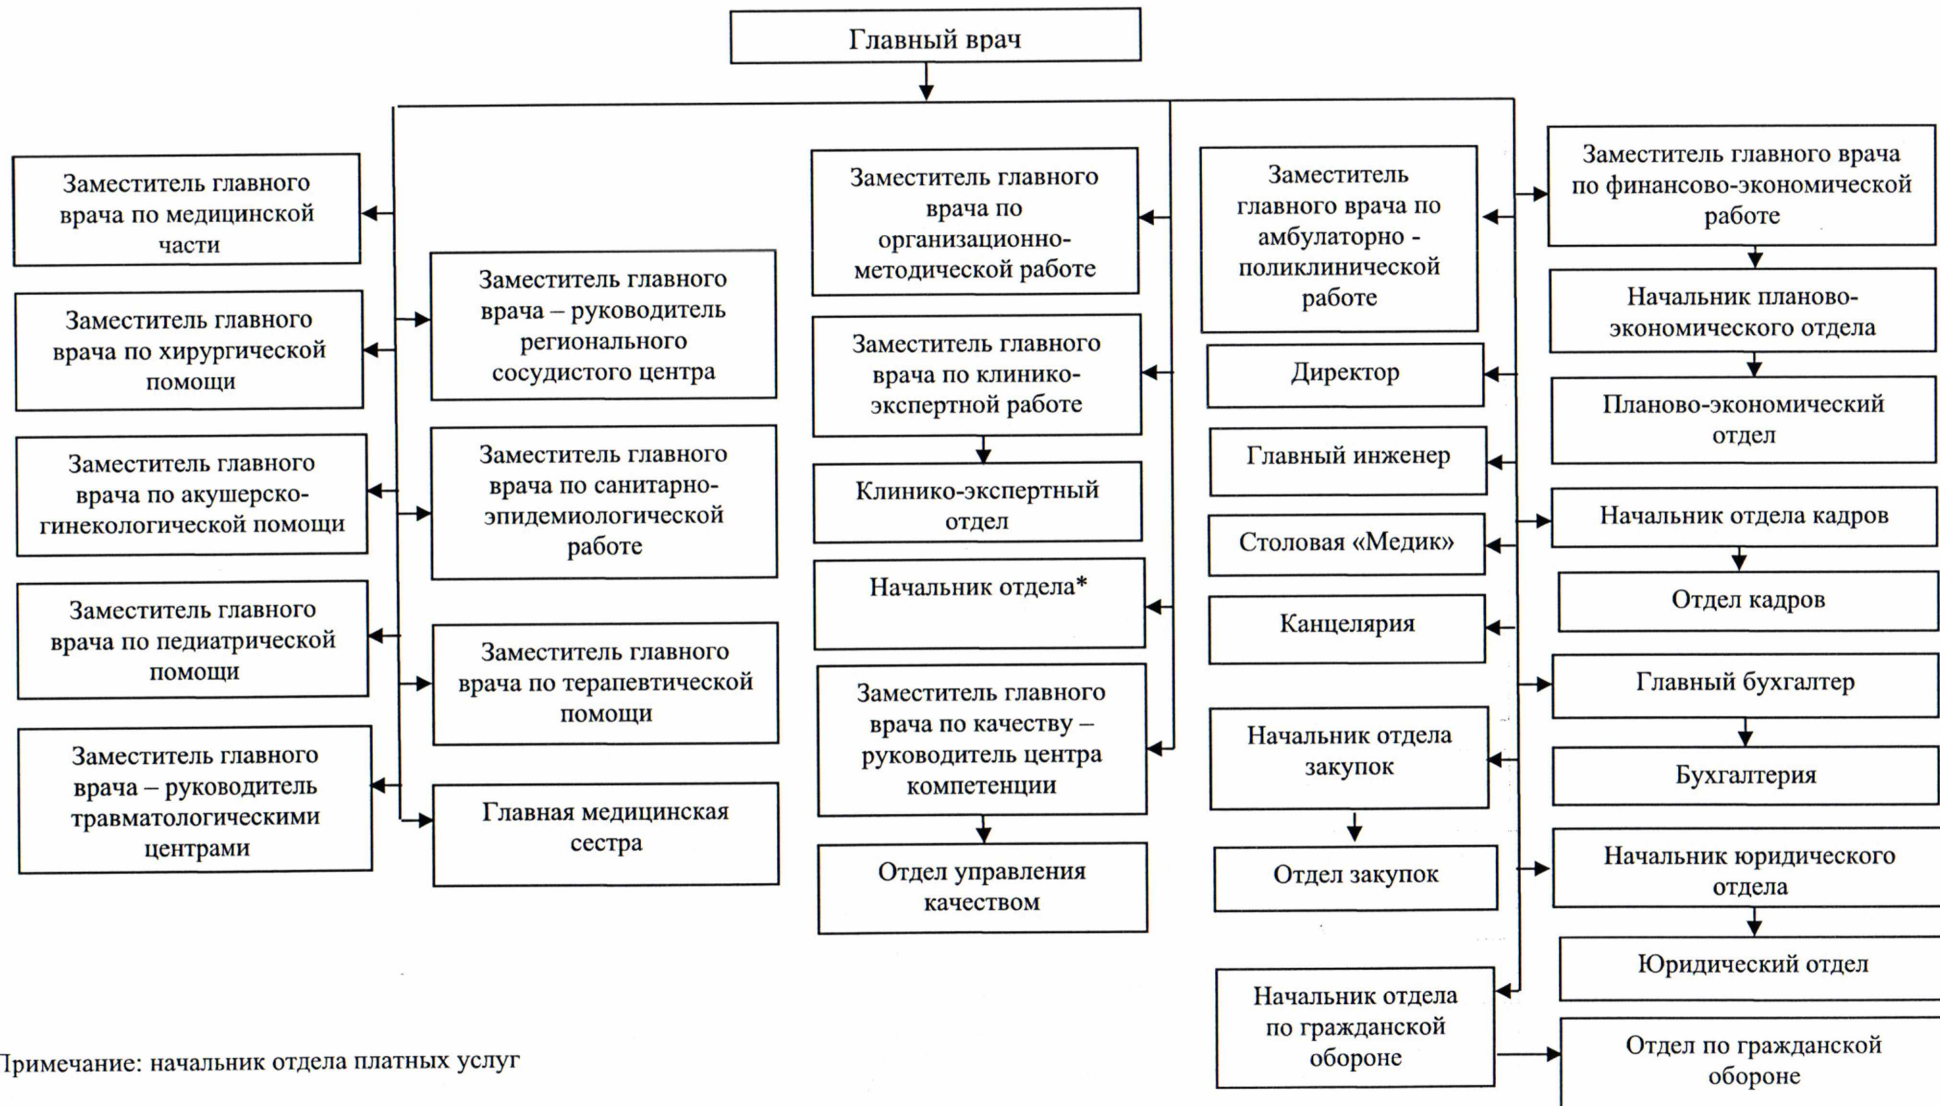 Главный врач
Заместитель главного
врача по медицинской
части
Заместитель главного
врача по хирургической
помощи
Заместитель главного
врача по акушерско-
гинекологической помощи
Заместитель главного
врача по педиатрической
помощи
Заместитель главного
врача – руководитель
травматологическими
центрами
Заместитель главного
врача – руководитель
регионального
сосудистого центра
Заместитель главного
врача по санитарно-
эпидемиологической
работе
Заместитель главного
врача по терапевтической
помощи
Главная медицинская
сестра
Заместитель главного
врача по
организационно-
методической работе
Заместитель главного
врача по клинико-
экспертной работе
Клинико-экспертный
отдел
Начальник отдела*
Заместитель главного
врача по качеству –
руководитель центра
компетенции
Отдел управления
качеством
Заместитель
главного врача по
амбулаторно -
поликлинической
работе
Директор
Главный инженер
Столовая «Медик»
Канцелярия
Начальник отдела
закупок
Отдел закупок
Начальник отдела
по гражданской
обороне
Заместитель главного врача
по финансово-экономической
работе
Начальник планово-
экономического отдела
Планово-экономический
отдел
Начальник отдела кадров
Отдел кадров
Главный бухгалтер
Бухгалтерия
Начальник юридического
отдела
Юридический отдел
Отдел по гражданской
обороне
Примечание: начальник отдела платных услуг